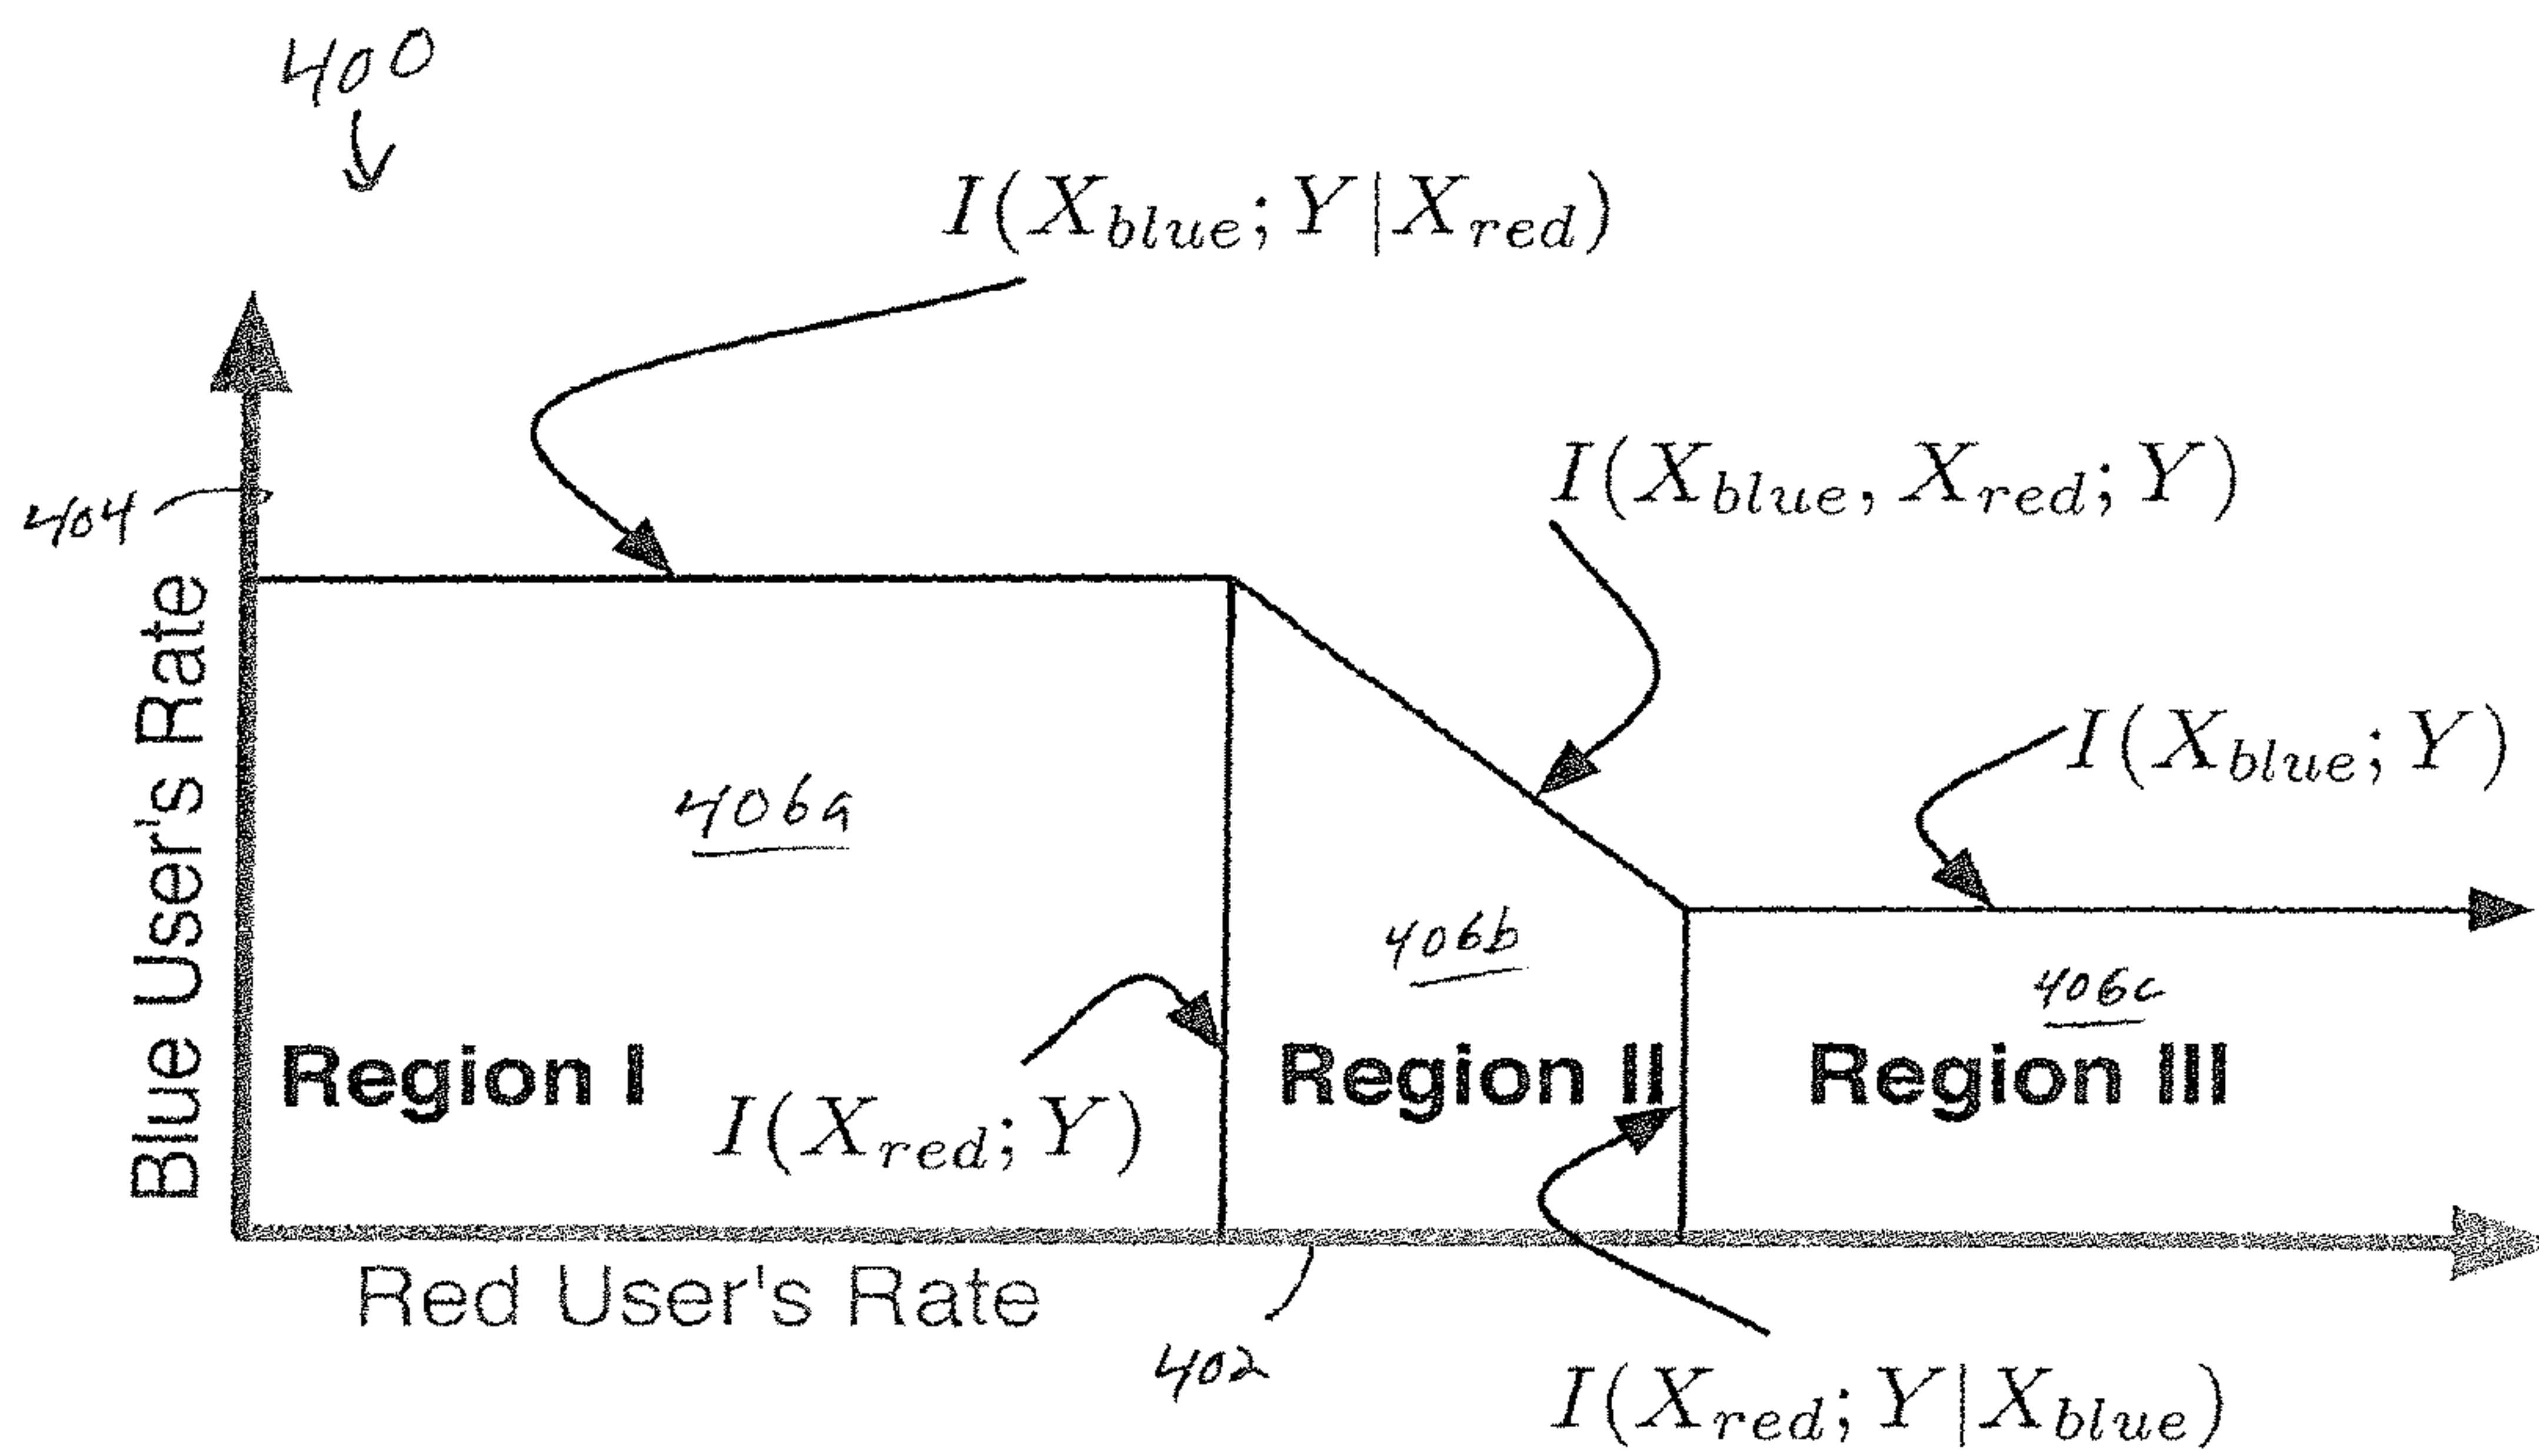 400
I(X_{blue}; Y|X_{red})
I(X_{blue}, X_{red}; Y)
404
I(X_{blue}; Y)
Blue User's Rate
406a
406b
406c
Region I
Region II
Region III
I(X_{red}; Y)
Red User's Rate
402
I(X_{red}; Y|X_{blue})